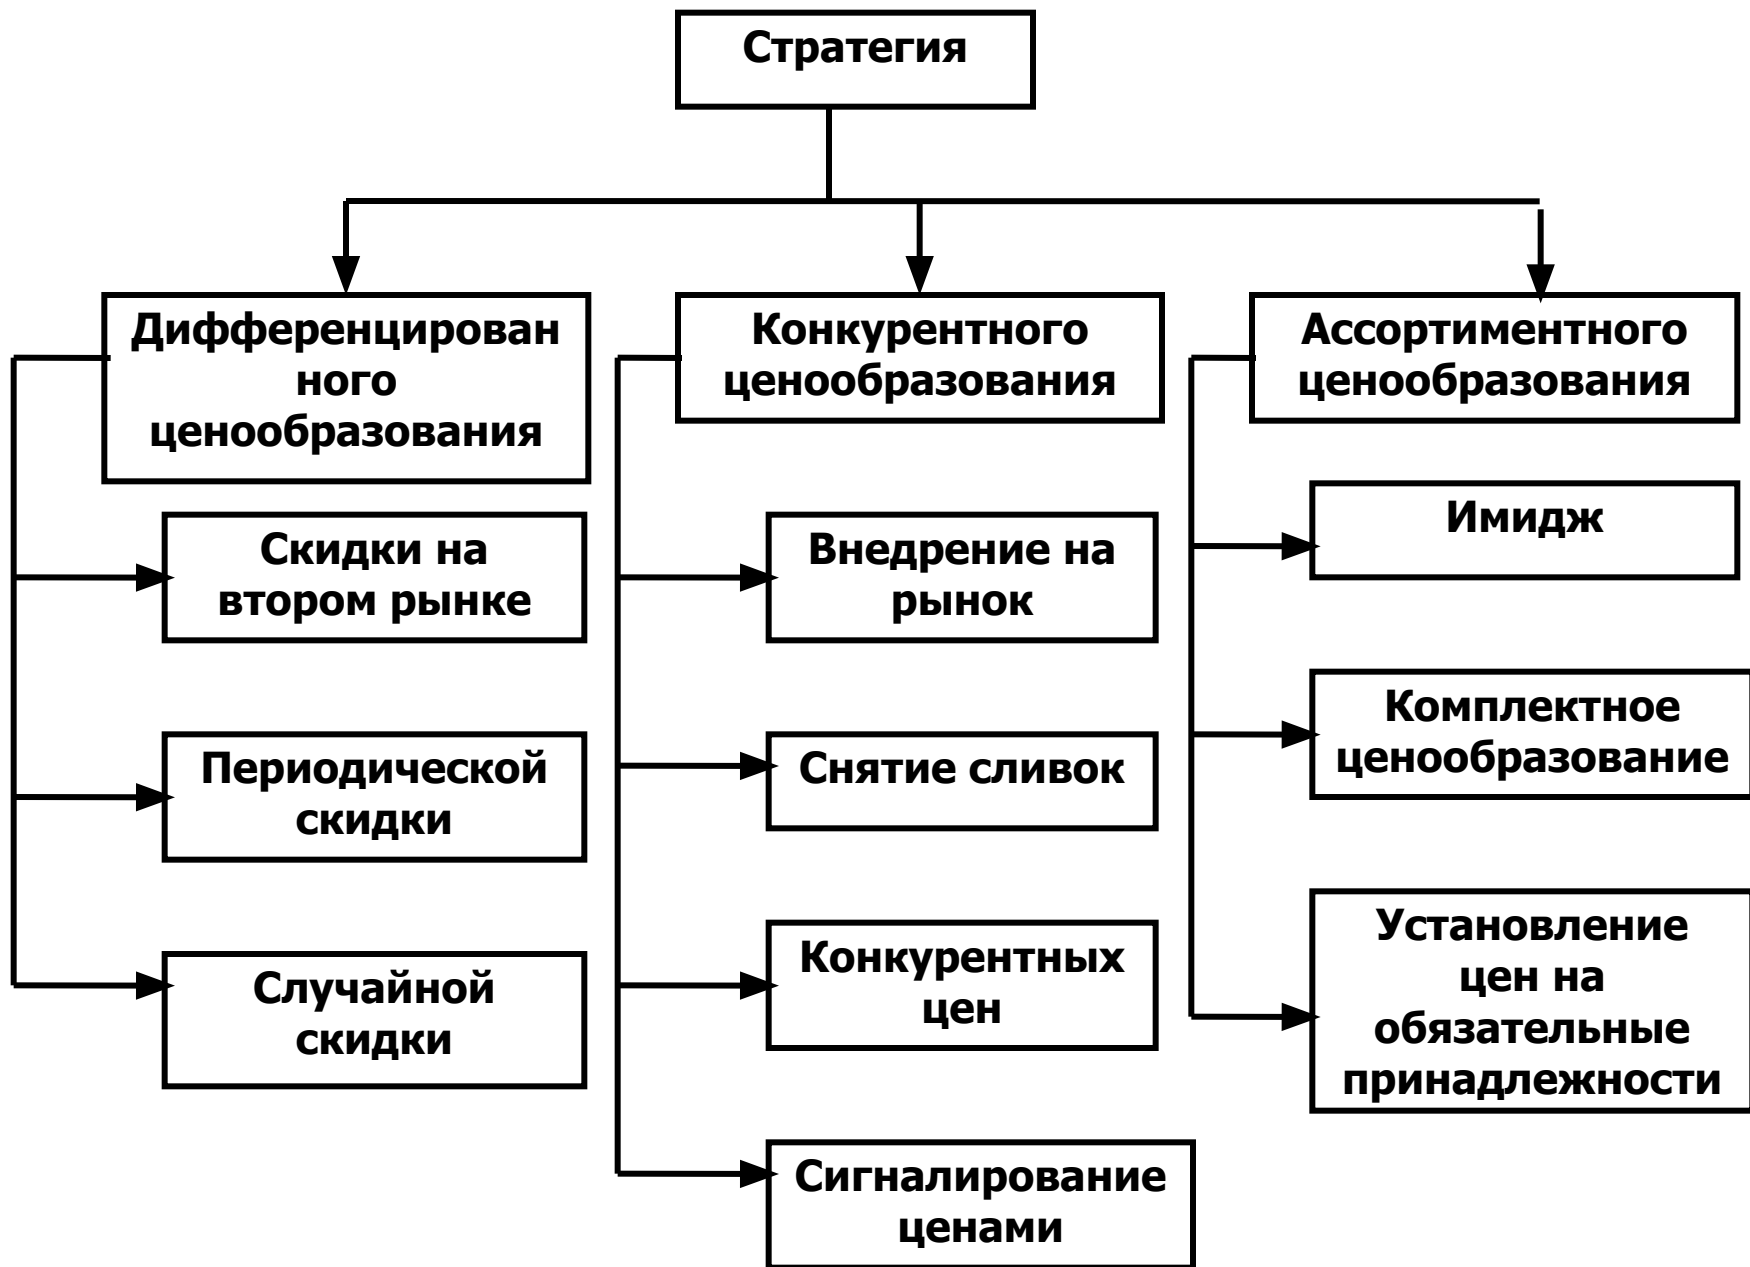 Стратегия
Дифференцирован
ного
ценообразования
Скидки на
втором рынке
Периодической
скидки
Случайной
скидки
Конкурентного
ценообразования
Внедрение на
рынок
Снятие сливок
Конкурентных
цен
Сигналирование
ценами
Ассортиментного
ценообразования
Имидж
Комплектное
ценообразование
Установление
цен на
обязательные
принадлежности